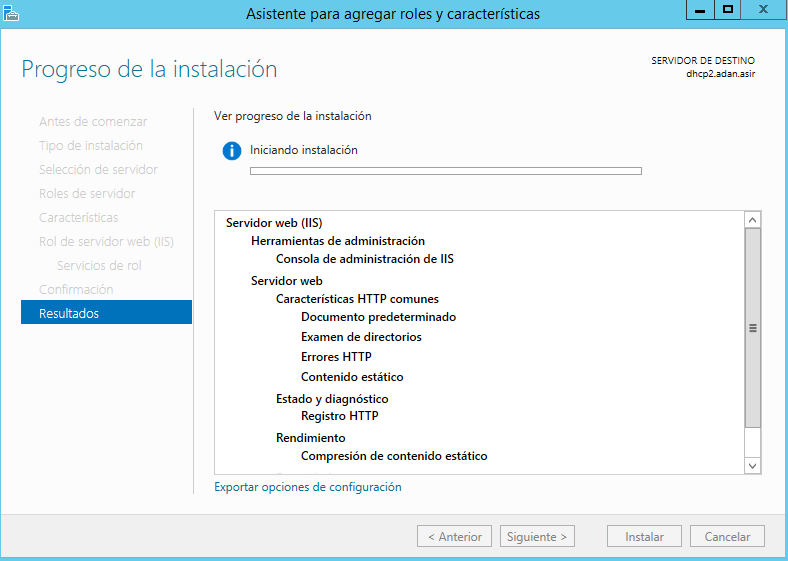 Asistente para agregar roles y características
Progreso de la instalación
SERVIDOR DE DESTINO
dhcp2.adan.asir
Antes de comenzar
Tipo de instalación
Selección de servidor
Roles de servidor
Características
Rol de servidor web (IIS)
Servicios de rol
Confirmación
Resultados
Ver progreso de la instalación
Iniciando instalación
Servidor web (IIS)
Herramientas de administración
Consola de administración de IIS
Servidor web
Características HTTP comunes
Documento predeterminado
Examen de directorios
Errores HTTP
Contenido estático
Estado y diagnóstico
Registro HTTP
Rendimiento
Compresión de contenido estático
Exportar opciones de configuración
< Anterior
Siguiente >
Instalar
Cancelar